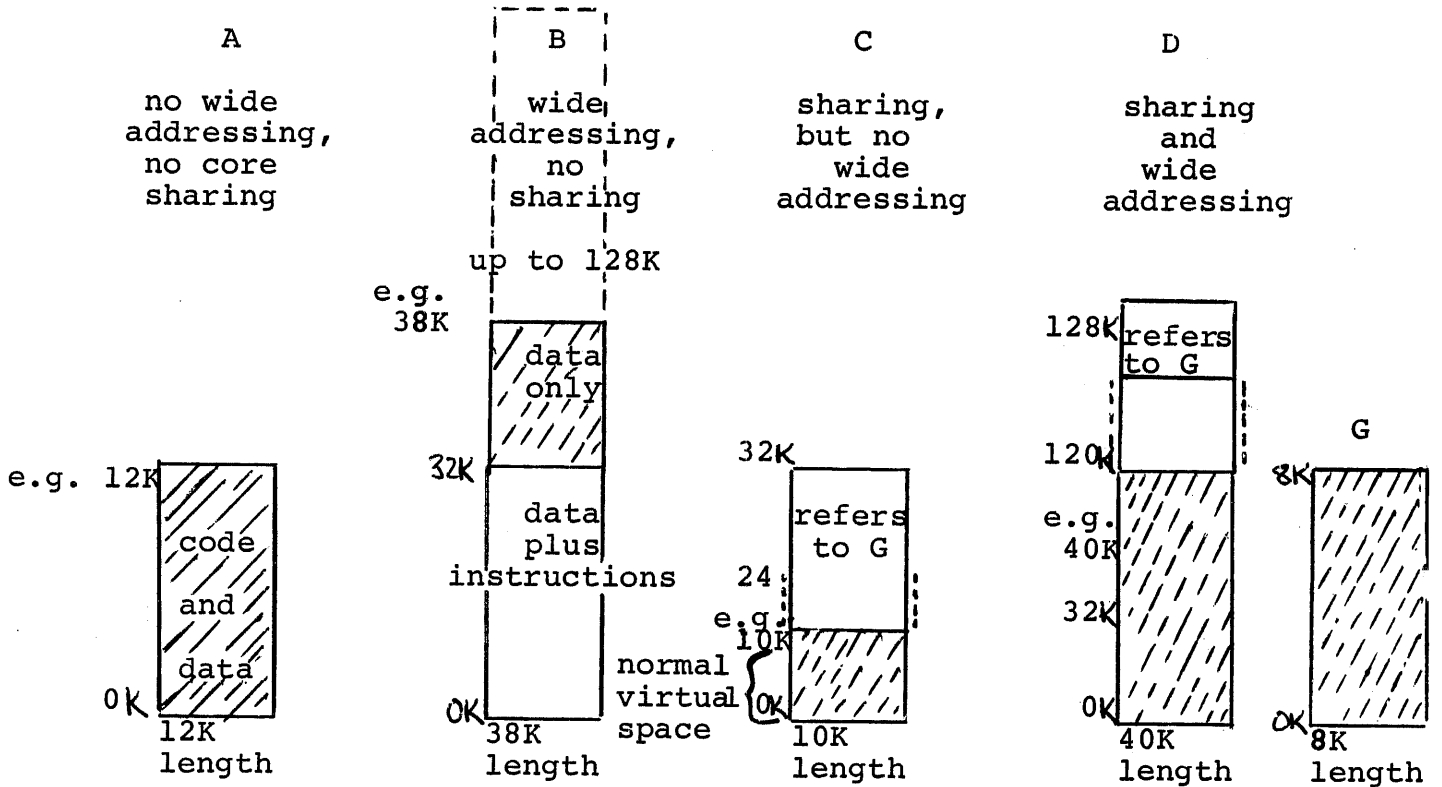 A
no wide
addressing,
no core
sharing
e.g. 12K
code
and
data
0K
12K
length
B
wide
addressing,
no
sharing
up to 128K
e.g.
38K
data
only
32K
data
plus
instructions
0K
38K
length
C
sharing,
but no
wide
addressing
32K
refers
to G
24
e.g.
10K
normal
virtual
space
0K
10K
length
D
sharing
and
wide
addressing
128K
refers
to G
120K
e.g.
40K
32K
0K
40K
length
G
8K
0K
8K
length